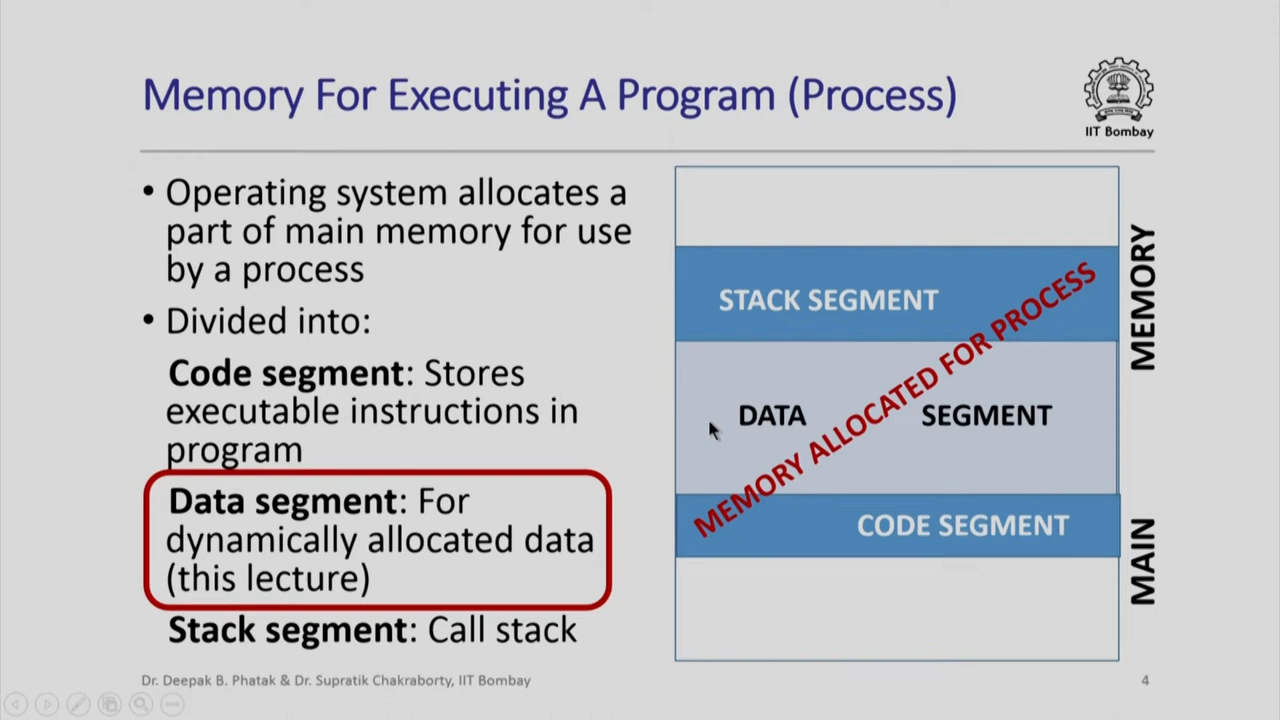 Memory For Executing A Program (Process)
IIT Bombay
• Operating system allocates a
part of main memory for use
by a process
• Divided into:
Code segment: Stores
executable instructions in
program
Data segment: For
dynamically allocated data
(this lecture)
Stack segment: Call stack
STACK SEGMENT
DATA SEGMENT
CODE SEGMENT
MEMORY ALLOCATED FOR PROCESS
MAIN MEMORY
Dr. Deepak B. Phatak & Dr. Supratik Chakraborty, IIT Bombay
4